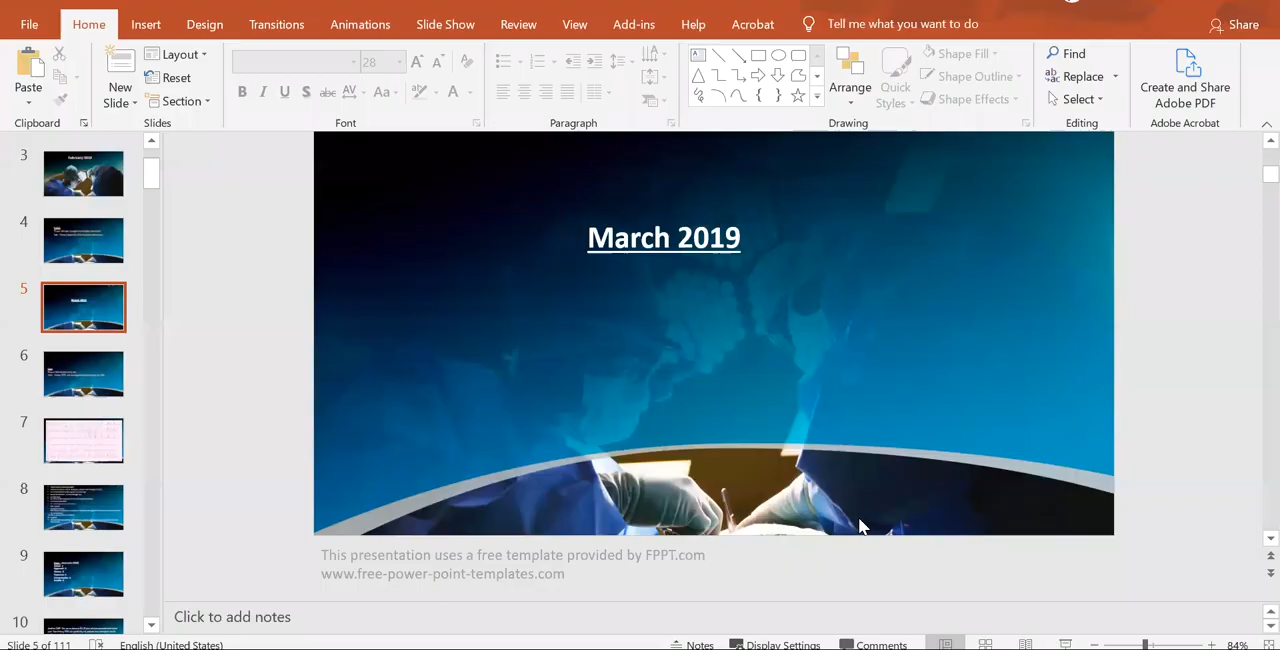 File Home Insert Design Transitions Animations Slide Show Review View Add-ins Help Acrobat Tell me what you want to do Share
Paste
New Slide
Layout
Reset
Section
28
B I U S abc AV Aa A
Arrange
Quick Styles
Shape Fill
Shape Outline
Shape Effects
Find
Replace
Select
Create and Share Adobe PDF
Clipboard Slides Font Paragraph Drawing Editing Adobe Acrobat
3
February 2019
4
5
6
7
8
9
10
March 2019
This presentation uses a free template provided by FPPT.com
www.free-power-point-templates.com
Click to add notes
Slide 5 of 111 English (United States) Notes Display Settings Comments 84%